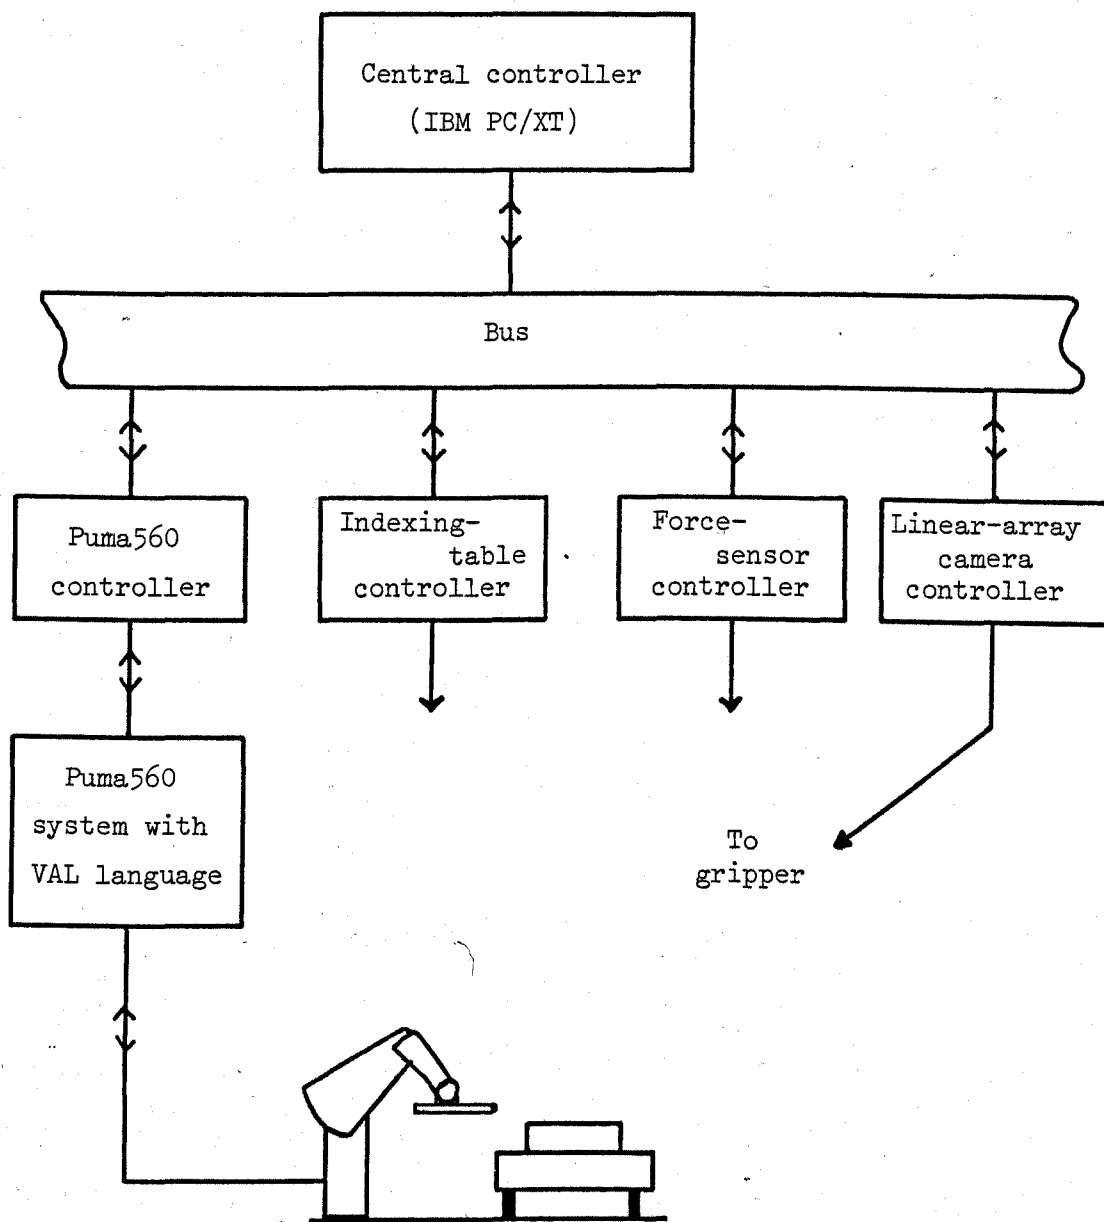 Central controller
(IBM PC/XT)
Bus
Puma560
controller
Indexing-
table
controller
Force-
sensor
controller
Linear-array
camera
controller
Puma560
system with
VAL language
To
gripper